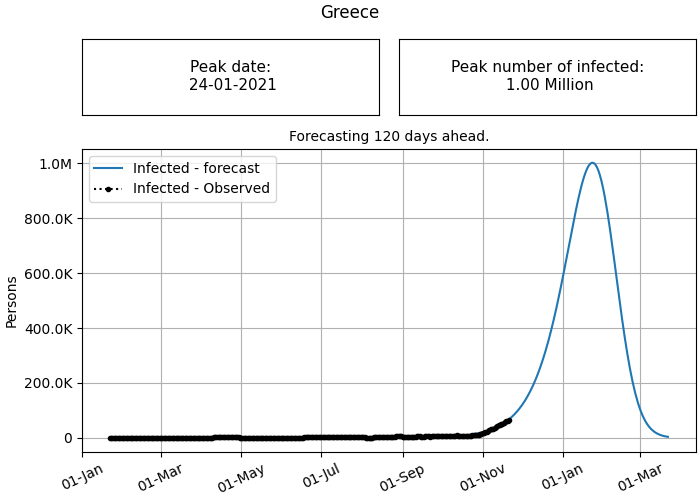 Greece
Peak date:
24-01-2021
Peak number of infected:
1.00 Million
Forecasting 120 days ahead.
Infected - forecast
Infected - Observed
1.0M
800.0K
600.0K
400.0K
200.0K
0
Persons
01-Jan
01-Mar
01-May
01-Jul
01-Sep
01-Nov
01-Jan
01-Mar